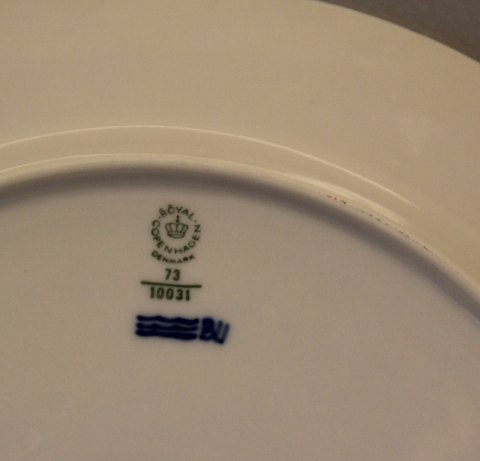 ROYAL
COPENHAGEN
DENMARK
73
10031